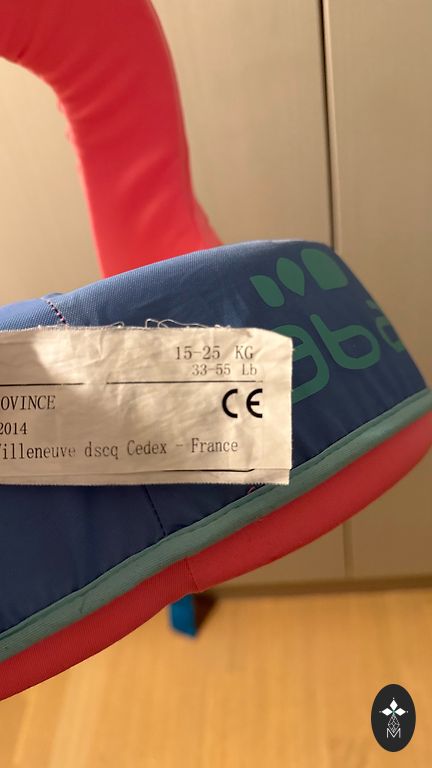 15-25 KG
33-55 Lb
OVINCE
CE
2014
Villeneuve dscq Cedex - France
M